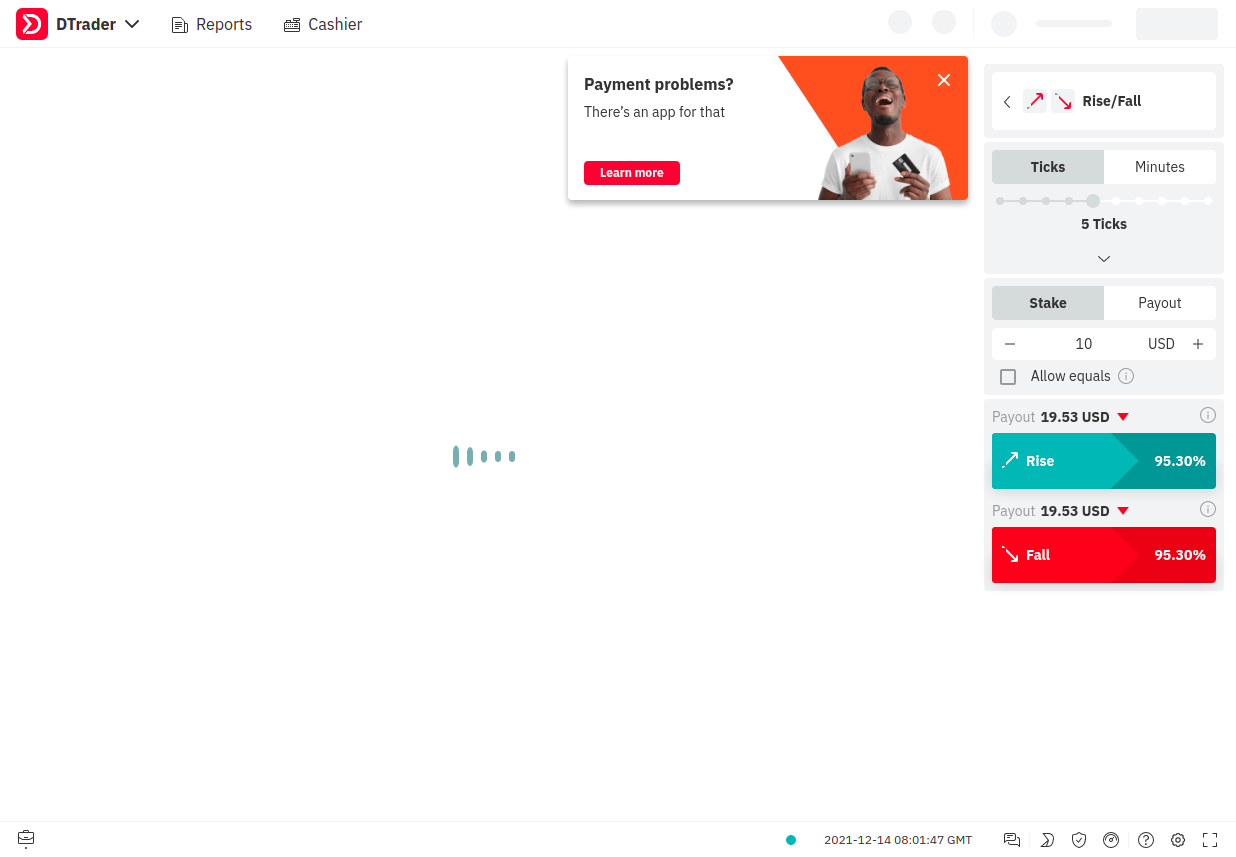 DTrader
Reports
Cashier
Payment problems?
There's an app for that
Learn more
Rise/Fall
Ticks
Minutes
5 Ticks
Stake
Payout
10
USD
Allow equals
Payout 19.53 USD
Rise
95.30%
Payout 19.53 USD
Fall
95.30%
2021-12-14 08:01:47 GMT